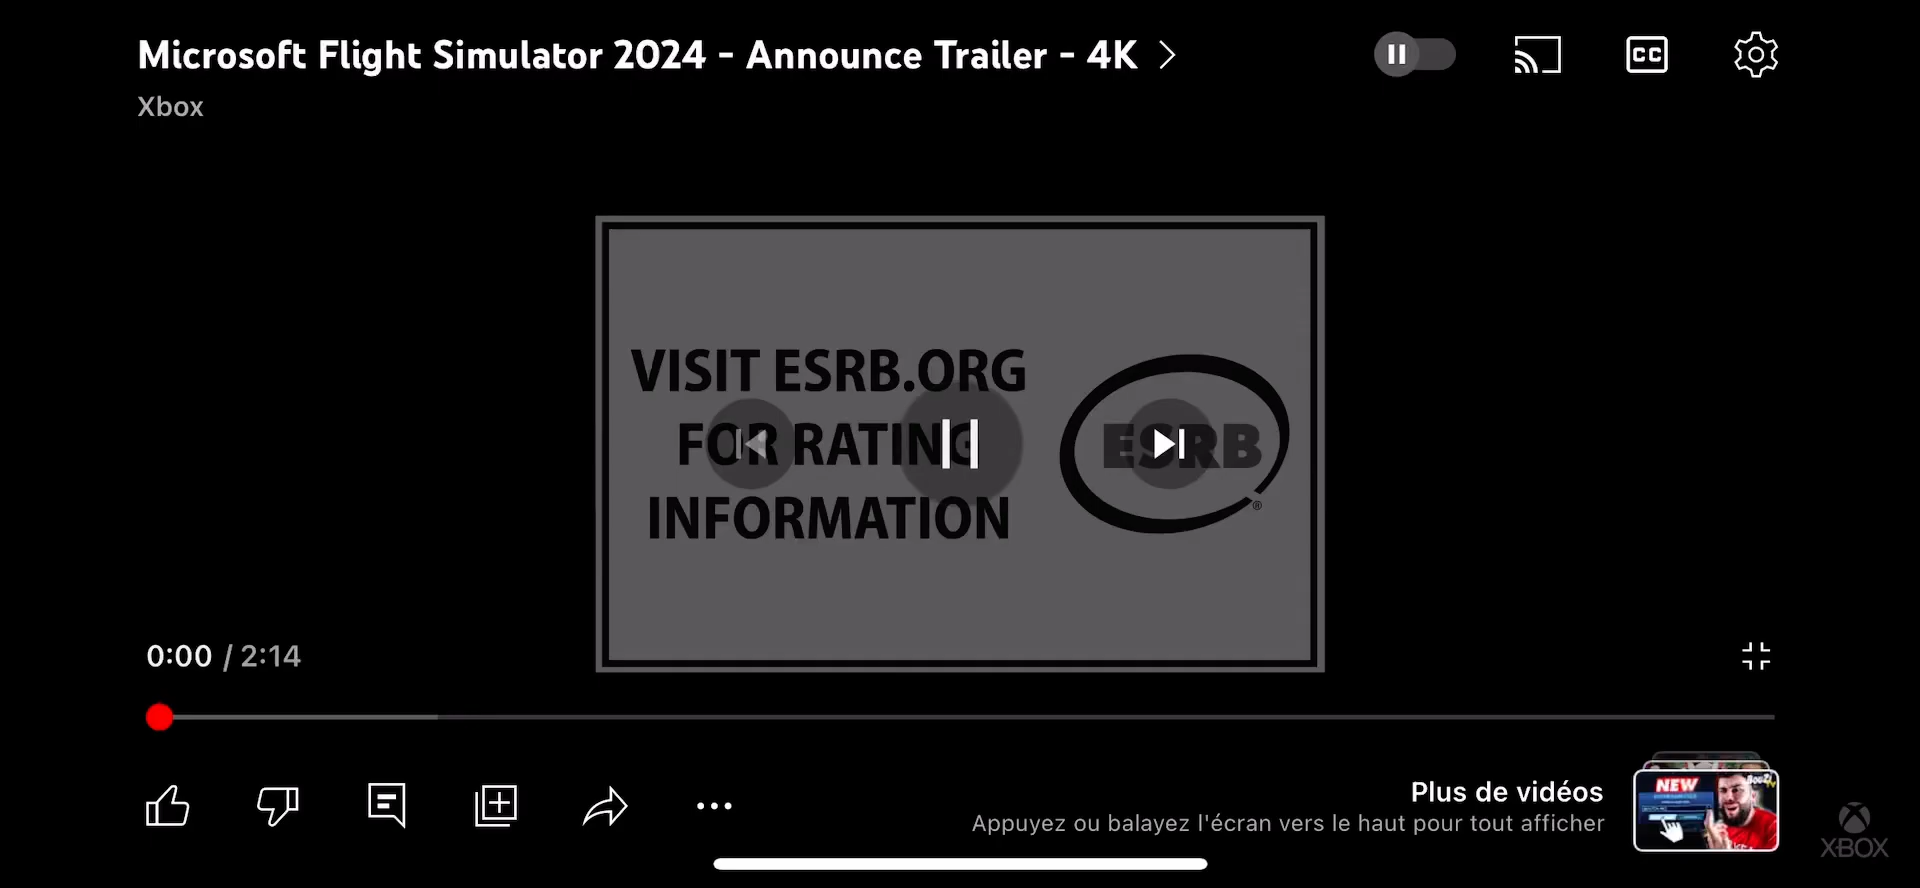 Microsoft Flight Simulator 2024 - Announce Trailer - 4K
Xbox
CC
VISIT ESRB.ORG
FOR RATING
INFORMATION
ESRB
®
0:00 / 2:14
Plus de vidéos
Appuyez ou balayez l'écran vers le haut pour tout afficher
NEW
XBOX